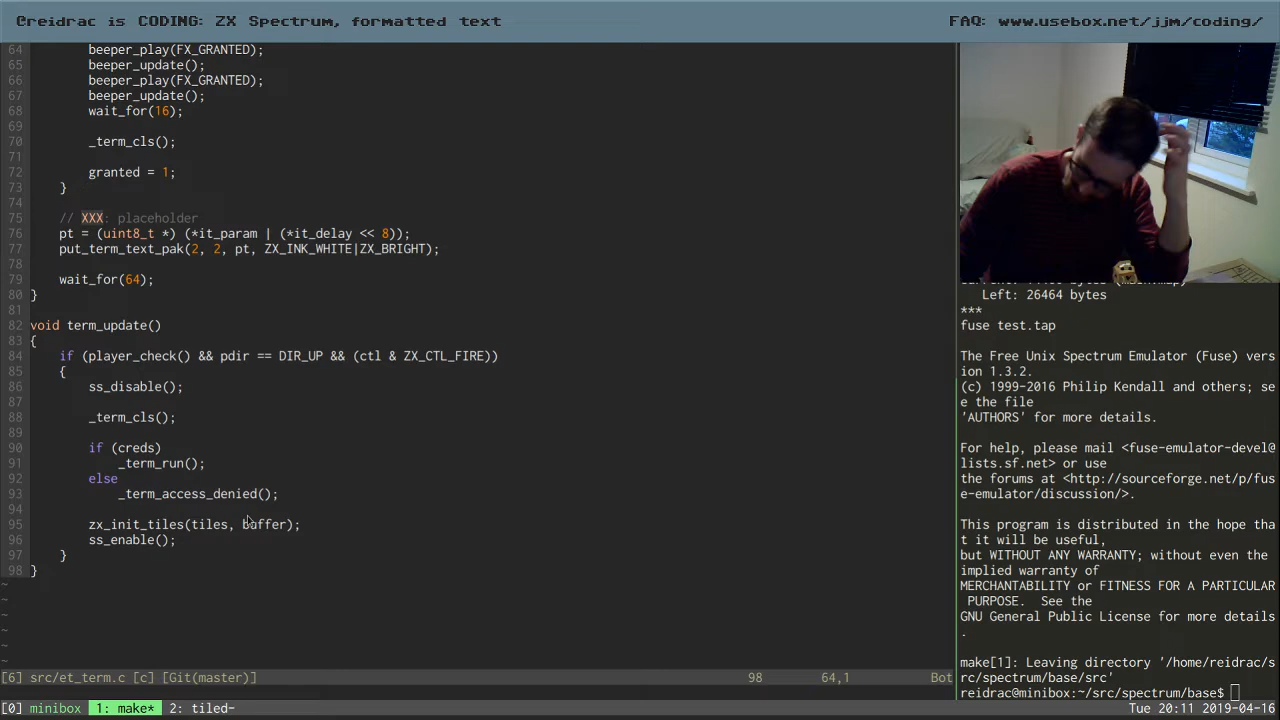 @reidrac is CODING: ZX Spectrum, formatted text
FAQ: www.usebox.net/jjm/coding/
64 beeper_play(FX_GRANTED);
65 beeper_update();
66 beeper_play(FX_GRANTED);
67 beeper_update();
68 wait_for(16);
69
70 _term_cls();
71
72 granted = 1;
73 }
74
75 // XXX: placeholder
76 pt = (uint8_t *) (*it_param | (*it_delay << 8));
77 put_term_text_pak(2, 2, pt, ZX_INK_WHITE|ZX_BRIGHT);
78
79 wait_for(64);
80 }
81
82 void term_update()
83 {
84 if (player_check() && pdir == DIR_UP && (ctl & ZX_CTL_FIRE))
85 {
86 ss_disable();
87
88 _term_cls();
89
90 if (creds)
91 _term_run();
92 else
93 _term_access_denied();
94
95 zx_init_tiles(tiles, buffer);
96 ss_enable();
97 }
98 }
~
~
~
~
~
~
[6] src/et_term.c [c] [Git(master)] 98 64,1 Bot
Left: 26464 bytes
***
fuse test.tap
The Free Unix Spectrum Emulator (Fuse) vers
ion 1.3.2.
(c) 1999-2016 Philip Kendall and others; se
e the file
'AUTHORS' for more details.
For help, please mail <fuse-emulator-devel@
lists.sf.net> or use
the forums at <http://sourceforge.net/p/fus
e-emulator/discussion/>.
This program is distributed in the hope tha
t it will be useful,
but WITHOUT ANY WARRANTY; without even the
implied warranty of
MERCHANTABILITY or FITNESS FOR A PARTICULAR
PURPOSE. See the
GNU General Public License for more details
.
make[1]: Leaving directory '/home/reidrac/s
rc/spectrum/base/src'
reidrac@minibox:~/src/spectrum/base$
[0] minibox 1: make* 2: tiled-
Tue 20:11 2019-04-16